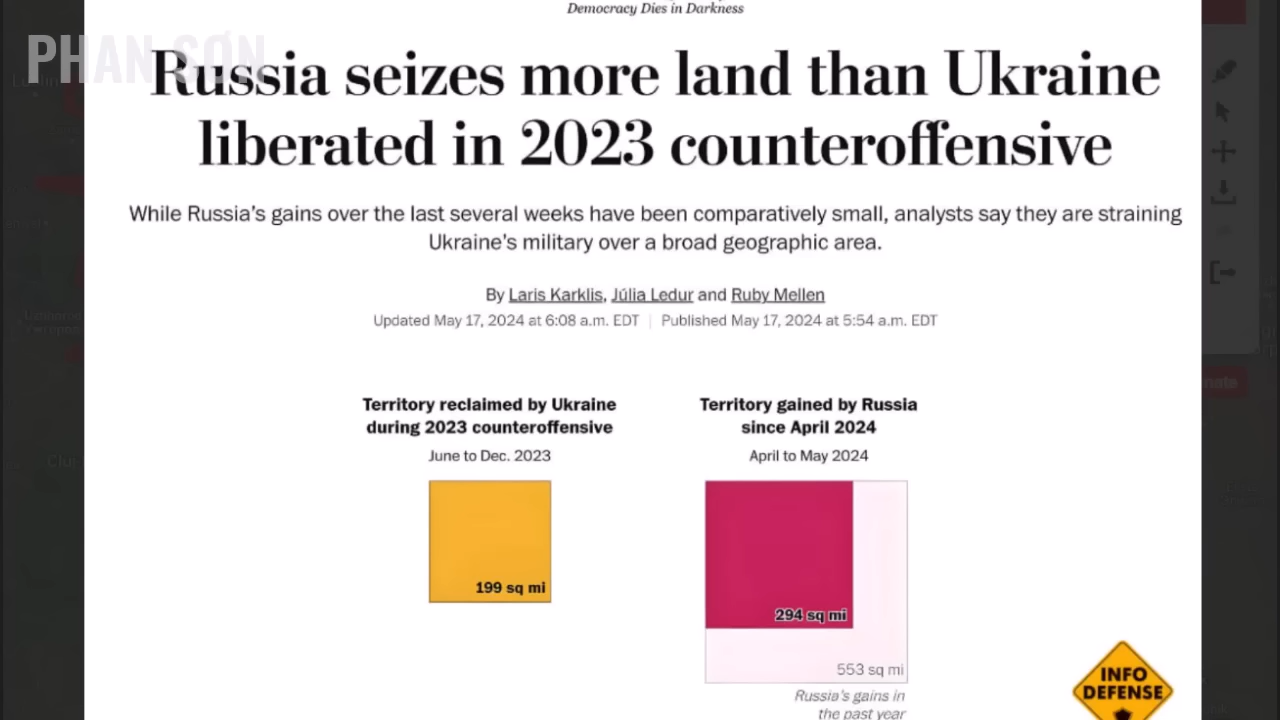 Democracy Dies in Darkness
PHAN SƠN
Russia seizes more land than Ukraine
liberated in 2023 counteroffensive
While Russia's gains over the last several weeks have been comparatively small, analysts say they are straining
Ukraine's military over a broad geographic area.
By Laris Karklis, Júlia Ledur and Ruby Mellen
Updated May 17, 2024 at 6:08 a.m. EDT | Published May 17, 2024 at 5:54 a.m. EDT
Territory reclaimed by Ukraine
during 2023 counteroffensive
June to Dec. 2023
199 sq mi
Territory gained by Russia
since April 2024
April to May 2024
294 sq mi
553 sq mi
Russia's gains in
the past year
INFO
DEFENSE